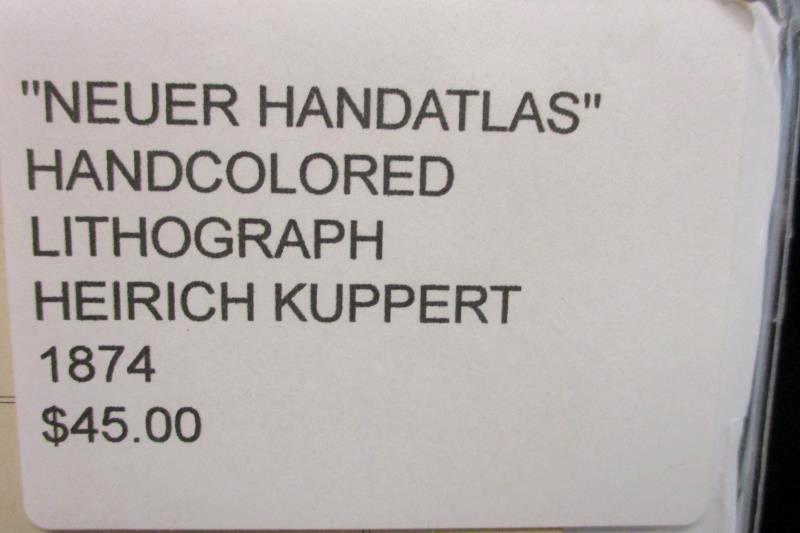 "NEUER HANDATLAS"
HANDCOLORED
LITHOGRAPH
HEIRICH KUPPERT
1874
$45.00